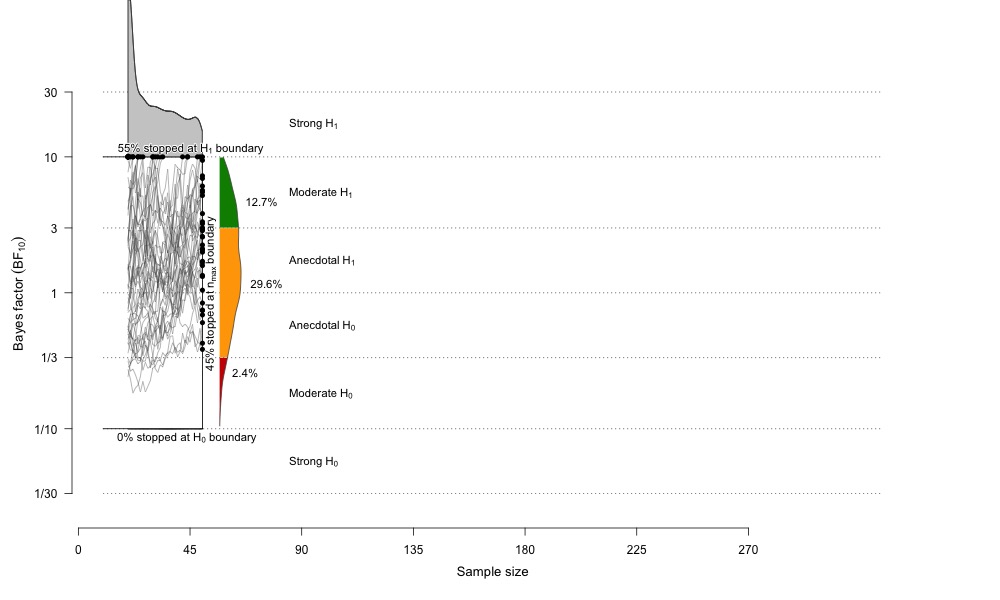 30
Strong H₁
55% stopped at H₁ boundary
10
Moderate H₁
12.7%
3
Anecdotal H₁
29.6%
1
Anecdotal H₀
1/3
2.4%
Moderate H₀
1/10
0% stopped at H₀ boundary
Strong H₀
1/30
45% stopped at nmax boundary
Bayes factor (BF₁₀)
0 45 90 135 180 225 270
Sample size